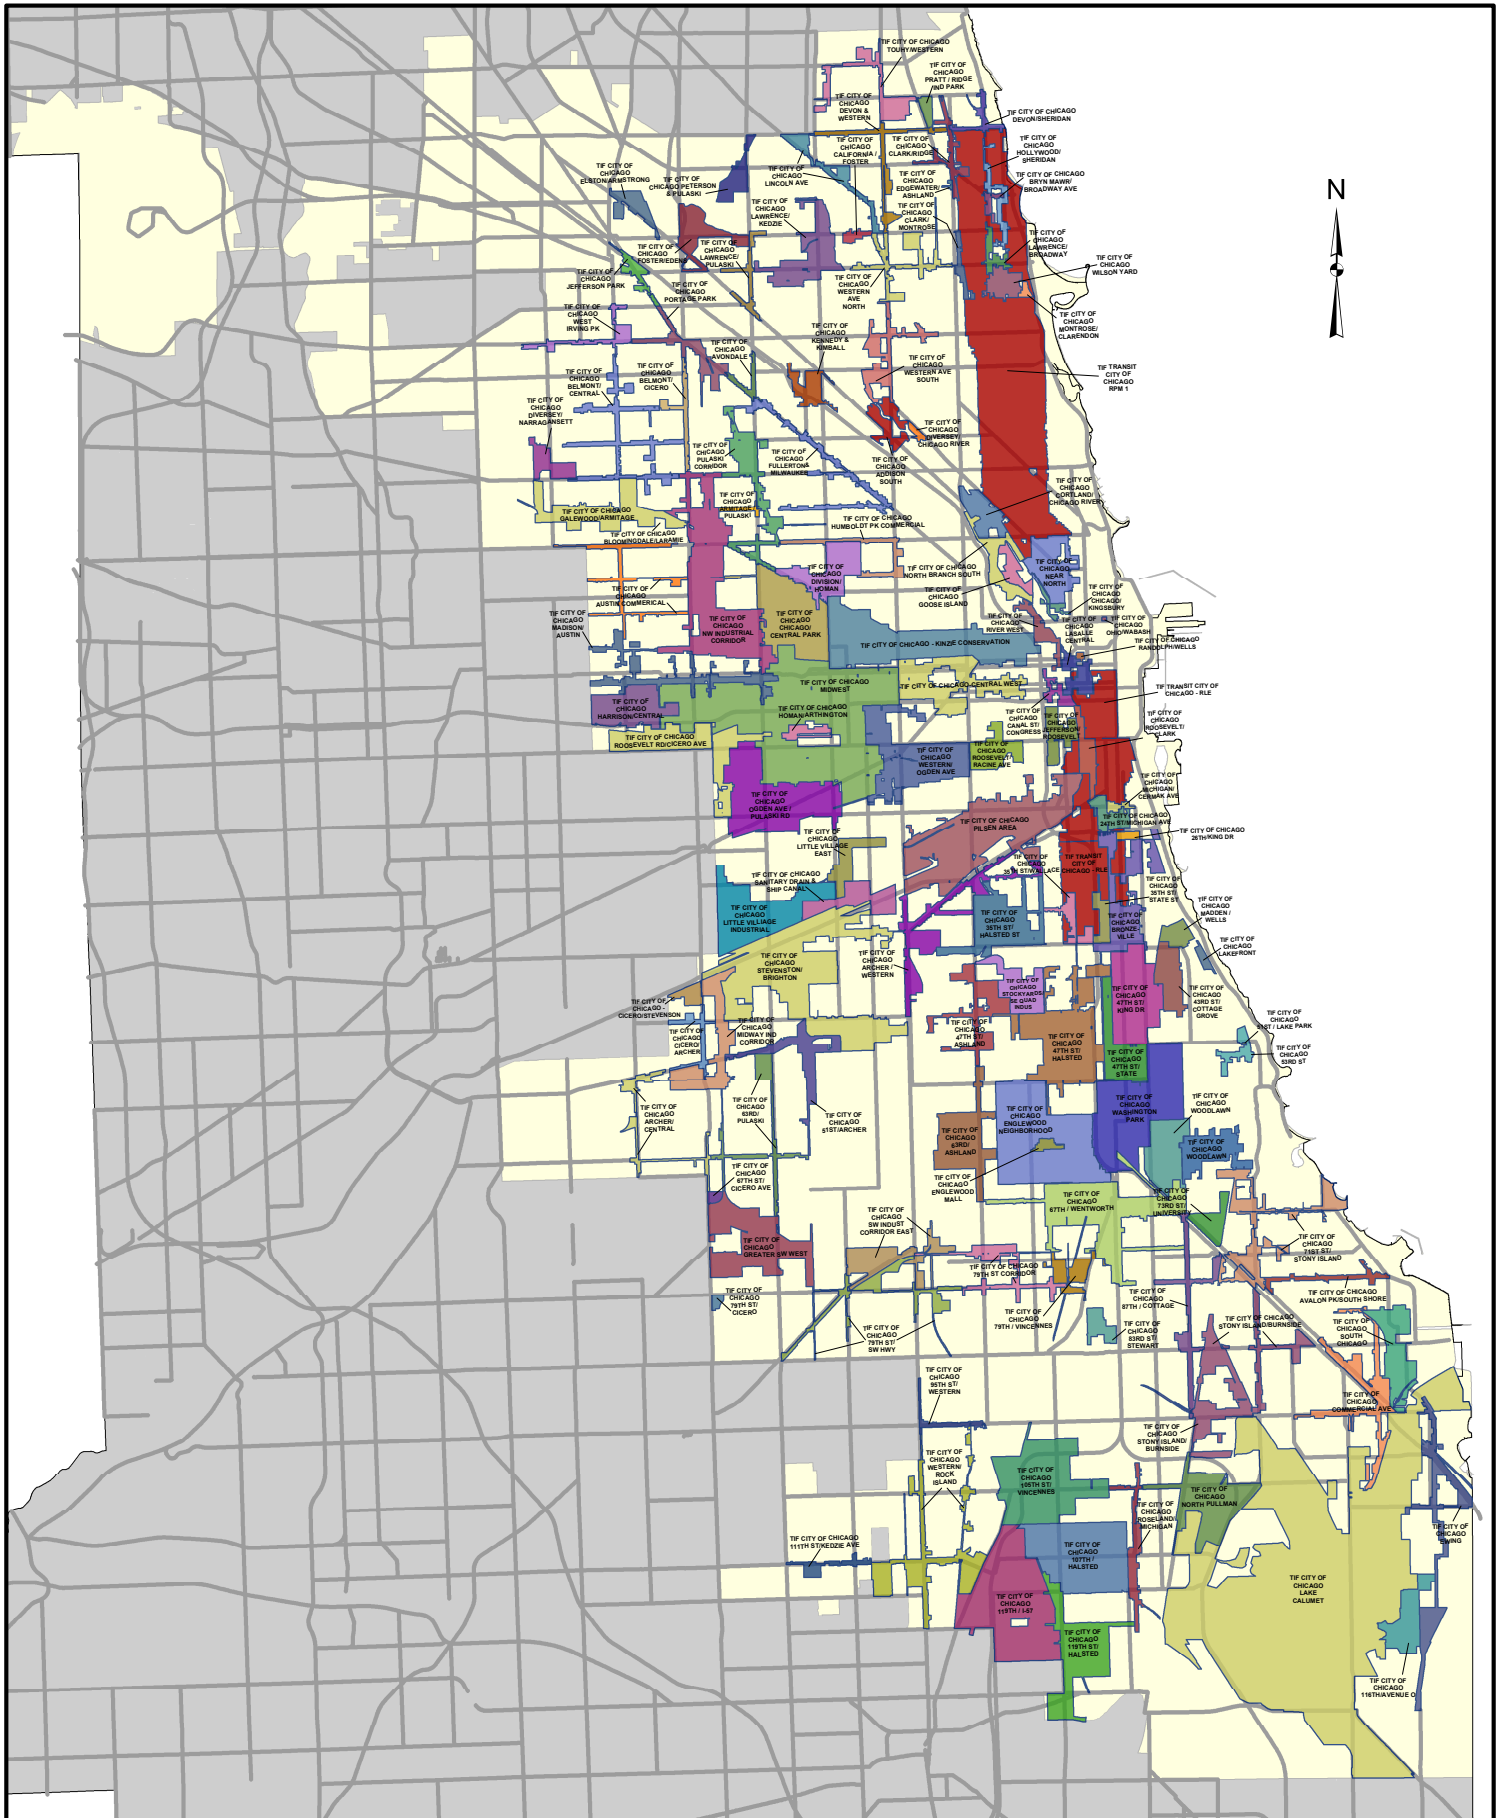 TIF CITY OF CHICAGO
TOUHY/WESTERN
TIF CITY OF
CHICAGO
PRATT / RIDGE
IND PARK
TIF CITY OF
CHICAGO
DEVON &
WESTERN
TIF CITY OF CHICAGO
DEVON/SHERIDAN
TIF CITY OF
CHICAGO
CALIFORNIA /
FOSTER
TIF CITY OF
CHICAGO
CLARK/RIDGE
TIF CITY OF
CHICAGO
HOLLYWOOD/
SHERIDAN
TIF CITY OF
CHICAGO
ELSTON/ARMSTRONG
TIF CITY OF
CHICAGO PETERSON
& PULASKI
TIF CITY OF
CHICAGO
LINCOLN AVE
TIF CITY OF
CHICAGO
EDGEWATER/
ASHLAND
TIF CITY OF CHICAGO
BRYN MAWR/
BROADWAY AVE
N
TIF CITY OF
CHICAGO
LAWRENCE/
KEDZIE
TIF CITY OF
CHICAGO
CLARK/
MONTROSE
TIF CITY OF
CHICAGO
FOSTER/EDENS
TIF CITY OF
CHICAGO
LAWRENCE/
PULASKI
TIF CITY OF
CHICAGO
LAWRENCE/
BROADWAY
TIF CITY OF
CHICAGO
WILSON YARD
TIF CITY OF
CHICAGO
JEFFERSON PARK
TIF CITY OF
CHICAGO
PORTAGE PARK
TIF CITY OF
CHICAGO
WESTERN
AVE
NORTH
TIF CITY OF
CHICAGO
WEST
IRVING PK
TIF CITY OF
CHICAGO
MONTROSE/
CLARENDON
TIF CITY OF
CHICAGO
KENNEDY &
KIMBALL
TIF CITY OF
CHICAGO
AVONDALE
TIF CITY OF
CHICAGO
WESTERN AVE
SOUTH
TIF TRANSIT
CITY OF
CHICAGO
RPM 1
TIF CITY OF
CHICAGO
BELMONT/
CENTRAL
TIF CITY OF
CHICAGO
BELMONT/
CICERO
TIF CITY OF
CHICAGO
DIVERSEY/
NARRAGANSETT
TIF CITY OF
CHICAGO
DIVERSEY/
CHICAGO RIVER
TIF CITY OF
CHICAGO
PULASKI
CORRIDOR
TIF CITY OF
CHICAGO
FULLERTON&
MILWAUKEE
TIF CITY OF
CHICAGO
ADDISON
SOUTH
TIF CITY OF
CHICAGO
CORTLAND/
CHICAGO RIVER
TIF CITY OF
CHICAGO
ARMITAGE/
PULASKI
TIF CITY OF CHICAGO
GALEWOOD/ARMITAGE
TIF CITY OF CHICAGO
HUMBOLDT PK COMMERCIAL
TIF CITY OF CHICAGO
BLOOMINGDALE/LARAMIE
TIF CITY OF
CHICAGO
DIVISION/
HOMAN
TIF CITY OF CHICAGO
NORTH BRANCH SOUTH
TIF CITY OF
CHICAGO
NEAR
NORTH
TIF CITY OF
CHICAGO
AUSTIN COMMERICAL
TIF CITY OF
CHICAGO
GOOSE ISLAND
TIF CITY OF
CHICAGO
CHICAGO/
KINGSBURY
TIF CITY OF
CHICAGO
MADISON/
AUSTIN
TIF CITY OF
CHICAGO
NW INDUSTRIAL
CORRIDOR
TIF CITY OF
CHICAGO
CHICAGO/
CENTRAL PARK
TIF CITY OF
CHICAGO
RIVER WEST
TIF CITY OF
CHICAGO
LASALLE
CENTRAL
TIF CITY OF
CHICAGO
OHIO/WABASH
TIF CITY OF CHICAGO - KINZIE CONSERVATION
TIF CITY OF CHICAGO
RANDOLPH/WELLS
TIF CITY OF CHICAGO
MIDWEST
TIF CITY OF CHICAGO CENTRAL WEST
TIF TRANSIT CITY OF
CHICAGO - RLE
TIF CITY OF
CHICAGO
HARRISON/CENTRAL
TIF CITY OF CHICAGO
HOMAN/ARTHINGTON
TIF CITY OF
CHICAGO
CANAL ST/
CONGRESS
TIF CITY OF
CHICAGO
JEFFERSON/
ROOSEVELT
TIF CITY OF
CHICAGO
ROOSEVELT/
CLARK
TIF CITY OF CHICAGO
ROOSEVELT RD/CICERO AVE
TIF CITY OF
CHICAGO
WESTERN/
OGDEN AVE
TIF CITY OF
CHICAGO
ROOSEVELT/
RACINE AVE
TIF CITY OF
CHICAGO
MICHIGAN/
CERMAK AVE
TIF CITY OF
CHICAGO
OGDEN AVE /
PULASKI RD
TIF CITY OF CHICAGO
PILSEN AREA
TIF CITY OF CHICAGO
24TH ST/MICHIGAN AVE
TIF CITY OF CHICAGO
26TH/KING DR
TIF CITY OF
CHICAGO
LITTLE VILLAGE
EAST
TIF CITY OF
CHICAGO
35TH ST/WALLACE
TIF TRANSIT
CITY OF
CHICAGO - RLE
TIF CITY OF CHICAGO
SANITARY DRAIN &
SHIP CANAL
TIF CITY OF
CHICAGO
35TH ST/
STATE ST
TIF CITY OF
CHICAGO
MADDEN /
WELLS
TIF CITY OF
CHICAGO
LITTLE VILLAGE
INDUSTRIAL
TIF CITY OF
CHICAGO
35TH ST/
HALSTED ST
TIF CITY OF
CHICAGO
BRONZE-
VILLE
TIF CITY OF
CHICAGO
LAKEFRONT
TIF CITY OF
CHICAGO
STEVENSTON/
BRIGHTON
TIF CITY OF
CHICAGO
ARCHER /
WESTERN
TIF CITY OF
CHICAGO
STOCKYARDS/
SE QUAD
INDUS
TIF CITY OF
CHICAGO
47TH ST/
KING DR
TIF CITY OF
CHICAGO
43RD ST/
COTTAGE
GROVE
TIF CITY OF
CHICAGO -
CICERO/STEVENSON
TIF CITY OF
CHICAGO
51ST / LAKE PARK
TIF CITY OF
CHICAGO
MIDWAY IND
CORRIDOR
TIF CITY OF
CHICAGO
CICERO/
ARCHER
TIF CITY OF
CHICAGO
47TH ST/
ASHLAND
TIF CITY OF
CHICAGO
47TH ST/
HALSTED
TIF CITY OF
CHICAGO
47TH ST/
STATE
TIF CITY OF
CHICAGO
53RD ST
TIF CITY OF
CHICAGO
ARCHER/
CENTRAL
TIF CITY OF
CHICAGO
63RD/
PULASKI
TIF CITY OF
CHICAGO
51ST/ARCHER
TIF CITY OF
CHICAGO
63RD/
ASHLAND
TIF CITY OF
CHICAGO
ENGLEWOOD
NEIGHBORHOOD
TIF CITY OF
CHICAGO
WASHINGTON
PARK
TIF CITY OF
CHICAGO
WOODLAWN
TIF CITY OF
CHICAGO
WOODLAWN
TIF CITY OF
CHICAGO
67TH ST/
CICERO AVE
TIF CITY OF
CHICAGO
ENGLEWOOD
MALL
TIF CITY OF
CHICAGO
67TH / WENTWORTH
TIF CITY OF
CHICAGO
73RD ST/
UNIVERSITY
TIF CITY OF
CHICAGO
SW INDUST
CORRIDOR EAST
TIF CITY OF
CHICAGO
GREATER SW WEST
TIF CITY OF
CHICAGO
71ST ST/
STONY ISLAND
TIF CITY OF CHICAGO
79TH ST CORRIDOR
TIF CITY OF
CHICAGO
79TH ST/
CICERO
TIF CITY OF
CHICAGO
87TH / COTTAGE
TIF CITY OF CHICAGO
AVALON PK/SOUTH SHORE
TIF CITY OF
CHICAGO
79TH / VINCENNES
TIF CITY OF
CHICAGO
79TH ST/
SW HWY
TIF CITY OF
CHICAGO
83RD ST/
STEWART
TIF CITY OF CHICAGO
STONY ISLAND/BURNSIDE
TIF CITY OF
CHICAGO
SOUTH
CHICAGO
TIF CITY OF
CHICAGO
95TH ST/
WESTERN
TIF CITY OF
CHICAGO
COMMERCIAL AVE
TIF CITY OF
CHICAGO
STONY ISLAND/
BURNSIDE
TIF CITY OF
CHICAGO
WESTERN/
ROCK
ISLAND
TIF CITY OF
CHICAGO
105TH ST/
VINCENNES
TIF CITY OF
CHICAGO
NORTH PULLMAN
TIF CITY OF
CHICAGO
ROSELAND/
MICHIGAN
TIF CITY OF
CHICAGO
EWING
TIF CITY OF CHICAGO
111TH ST/KEDZIE AVE
TIF CITY OF
CHICAGO
107TH /
HALSTED
TIF CITY OF
CHICAGO
LAKE
CALUMET
TIF CITY OF
CHICAGO
119TH / I-57
TIF CITY OF
CHICAGO
119TH ST/
HALSTED
TIF CITY OF
CHICAGO
116TH/AVENUE O